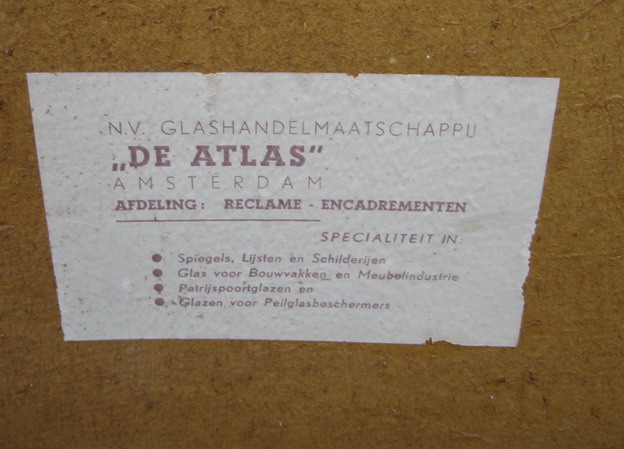 N.V. GLASHANDELMAATSCHAPPIJ
„DE ATLAS"
AMSTERDAM
AFDELING: RECLAME - ENCADREMENTEN
SPECIALITEIT IN:
● Spiegels, Lijsten en Schilderijen
● Glas voor Bouwvakken en Meubelindustrie
● Patrijspoortglazen en
● Glazen voor Peilglasbeschermers